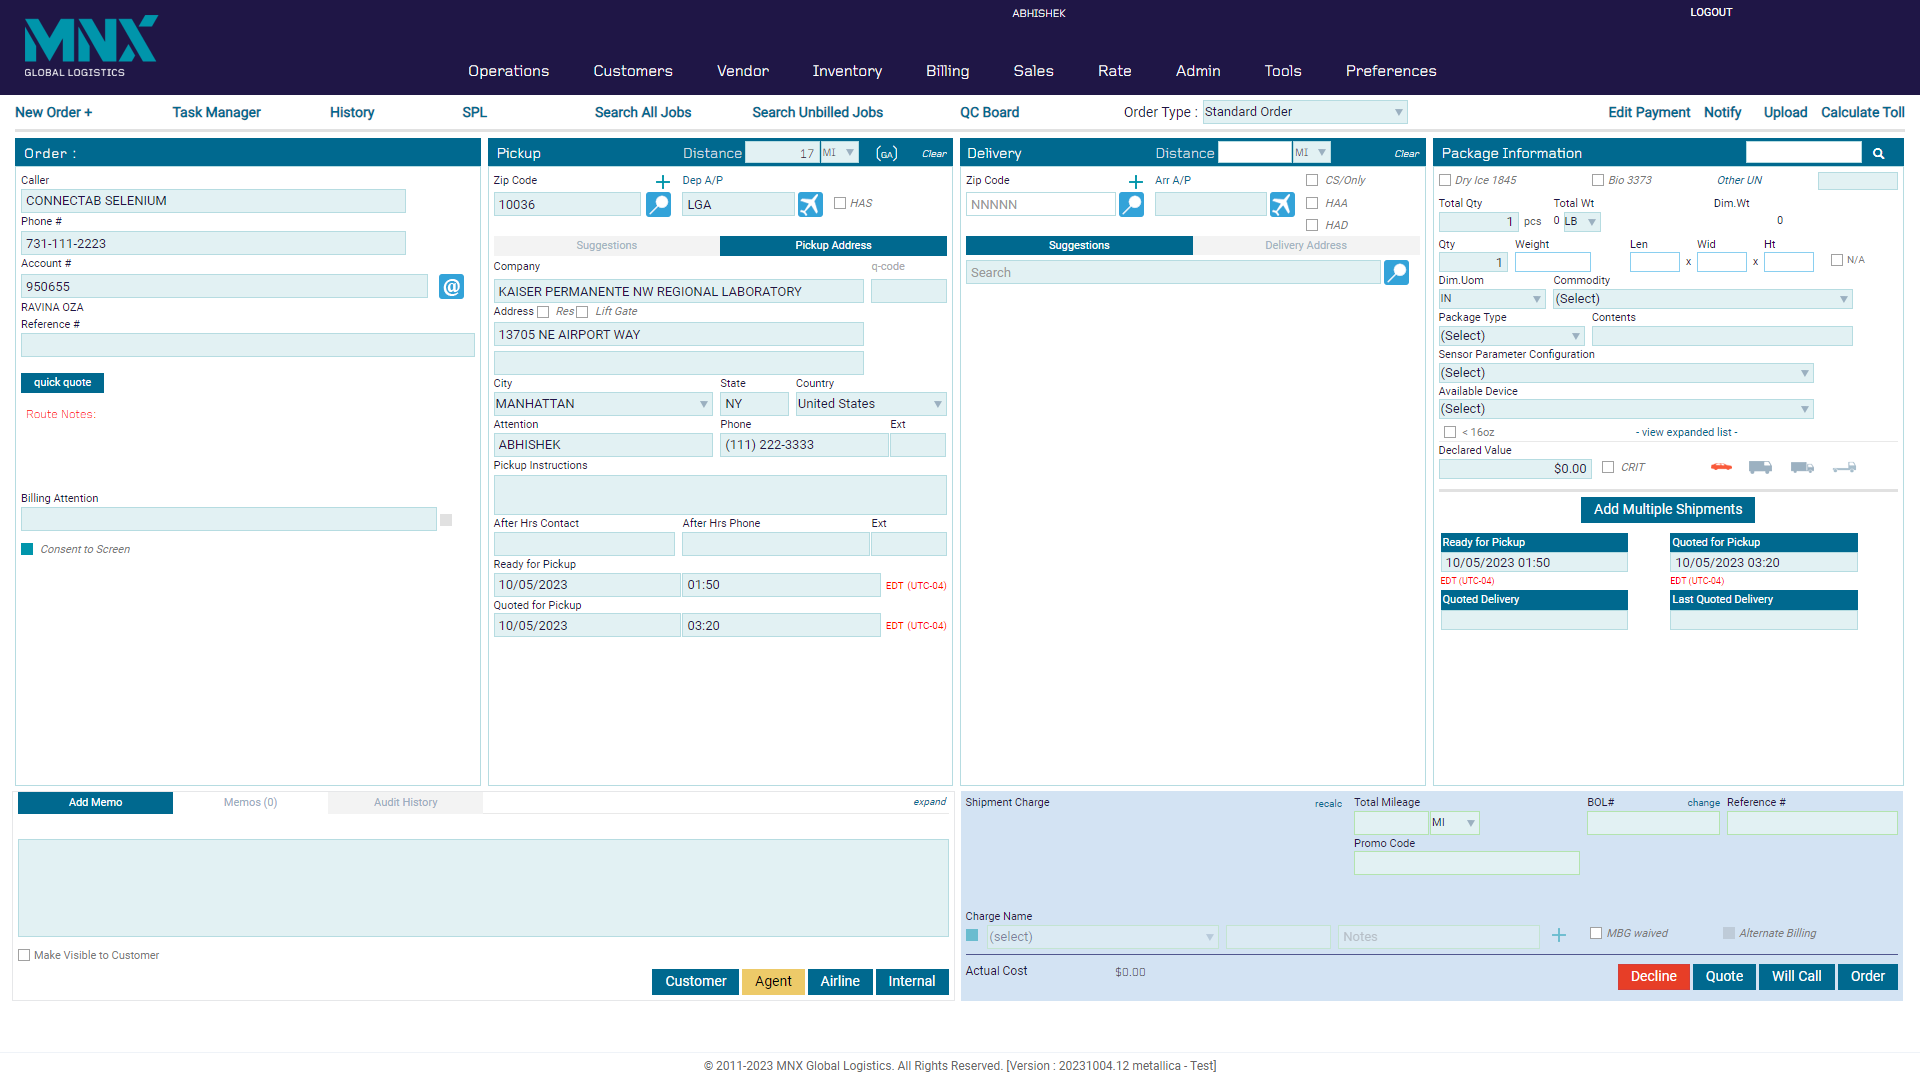 MNX
GLOBAL LOGISTICS
ABHISHEK
LOGOUT
Operations Customers Vendor Inventory Billing Sales Rate Admin Tools Preferences
New Order + Task Manager History SPL Search All Jobs Search Unbilled Jobs QC Board Order Type : Standard Order Edit Payment Notify Upload Calculate Toll
Order :
Caller
CONNECTAB SELENIUM
Phone #
731-111-2223
Account #
950655
@
RAVINA OZA
Reference #
quick quote
Route Notes:
Billing Attention
Consent to Screen
Pickup Distance 17 MI (GA) Clear
Zip Code + Dep A/P
10036 LGA HAS
Suggestions Pickup Address
Company q-code
KAISER PERMANENTE NW REGIONAL LABORATORY
Address Res Lift Gate
13705 NE AIRPORT WAY
City State Country
MANHATTAN NY United States
Attention Phone Ext
ABHISHEK (111) 222-3333
Pickup Instructions
After Hrs Contact After Hrs Phone Ext
Ready for Pickup
10/05/2023 01:50 EDT (UTC-04)
Quoted for Pickup
10/05/2023 03:20 EDT (UTC-04)
Delivery Distance MI Clear
Zip Code + Arr A/P CS/Only
NNNNN HAA
HAD
Suggestions Delivery Address
Search
Package Information
Dry Ice 1845 Bio 3373 Other UN
Total Qty Total Wt Dim.Wt
1 pcs 0 LB 0
Qty Weight Len Wid Ht
1 x x N/A
Dim.Uom Commodity
IN (Select)
Package Type Contents
(Select)
Sensor Parameter Configuration
(Select)
Available Device
(Select)
< 16oz - view expanded list -
Declared Value
$0.00 CRIT
Add Multiple Shipments
Ready for Pickup Quoted for Pickup
10/05/2023 01:50 10/05/2023 03:20
EDT (UTC-04) EDT (UTC-04)
Quoted Delivery Last Quoted Delivery
Add Memo Memos (0) Audit History expand
Make Visible to Customer
Customer Agent Airline Internal
Shipment Charge recalc Total Mileage BOL# change Reference #
MI
Promo Code
Charge Name
(select) Notes + MBG waived Alternate Billing
Actual Cost $0.00
Decline Quote Will Call Order
© 2011-2023 MNX Global Logistics. All Rights Reserved. [Version : 20231004.12 metallica - Test]